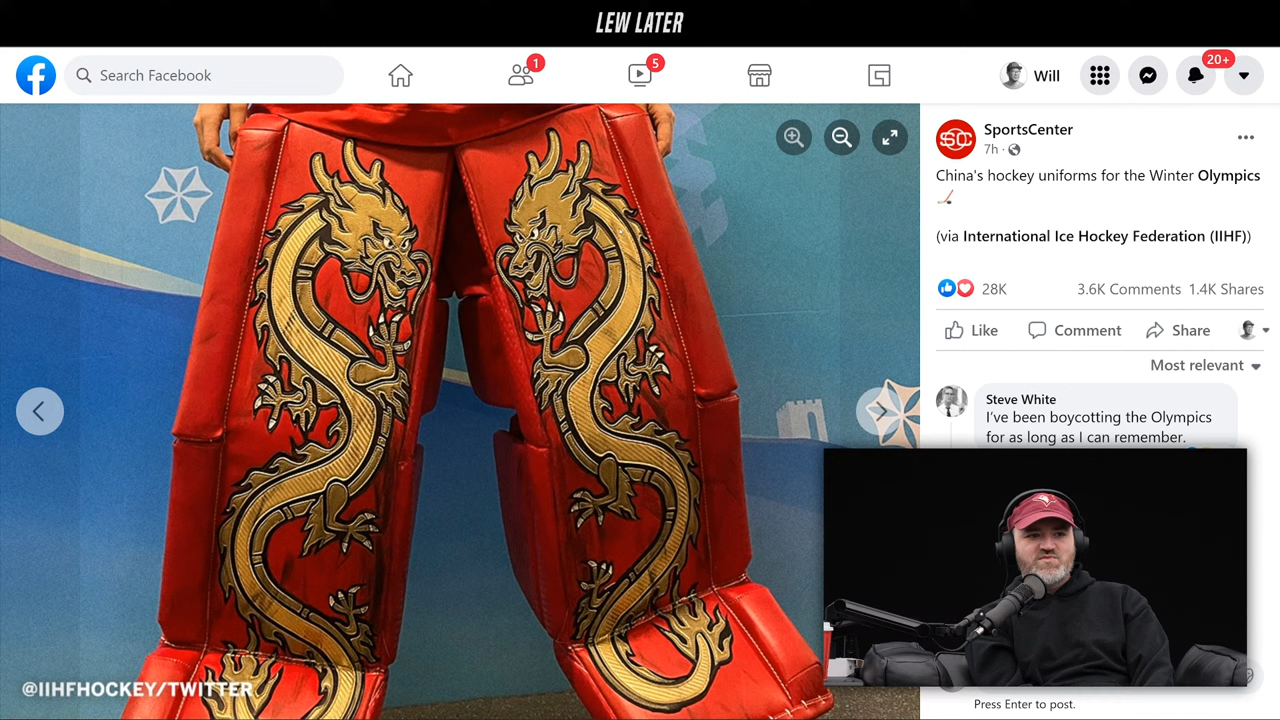 LEW LATER
Search Facebook
1
5
Will
20+
SC
SportsCenter
7h ·
China's hockey uniforms for the Winter Olympics
(via International Ice Hockey Federation (IIHF))
28K
3.6K Comments 1.4K Shares
Like
Comment
Share
Most relevant
Steve White
I've been boycotting the Olympics
for as long as I can remember.
@IIHFHOCKEY/TWITTER
Press Enter to post.